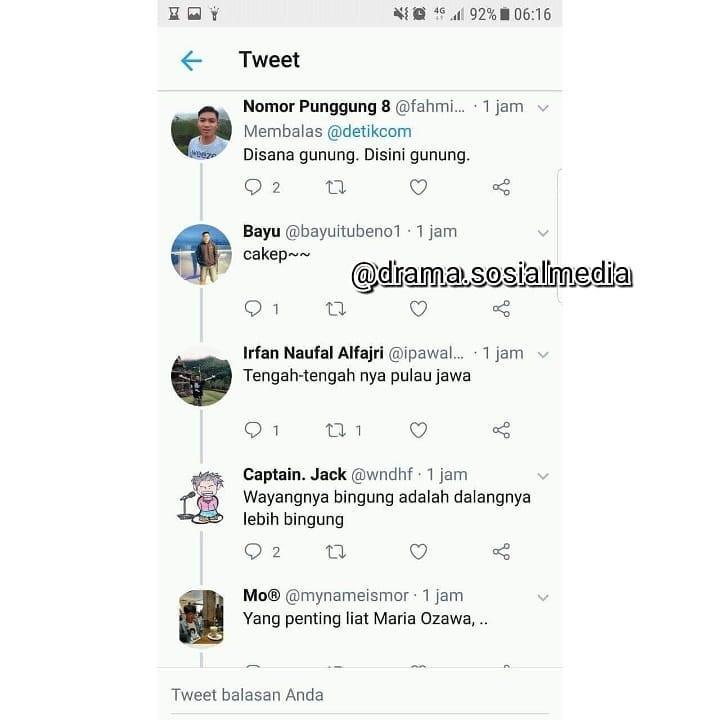 92% 06:16
Tweet
Nomor Punggung 8 @fahmi... · 1 jam
Membalas @detikcom
Disana gunung. Disini gunung.
2
Bayu @bayuitubeno1 · 1 jam
cakep~~
@drama.sosialmedia
1
Irfan Naufal Alfajri @ipawal... · 1 jam
Tengah-tengah nya pulau jawa
1 1
Captain. Jack @wndhf · 1 jam
Wayangnya bingung adalah dalangnya
lebih bingung
2
Mo® @mynameismor · 1 jam
Yang penting liat Maria Ozawa, ..
Tweet balasan Anda